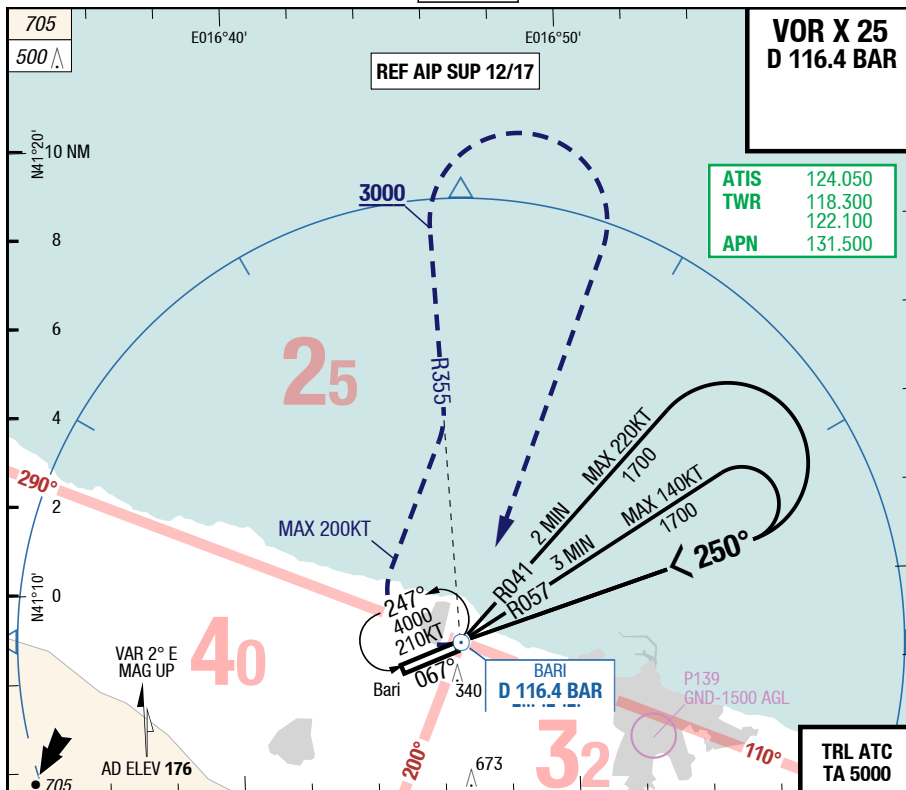 705
500
E016°40'
E016°50'
REF AIP SUP 12/17
VOR X 25
D 116.4 BAR
N41°20'
10 NM
ATIS 124.050
TWR 118.300
122.100
APN 131.500
3000
8
6
25
R355
4
MAX 220KT
1700
MAX 140KT
1700
290°
2
MAX 200KT
2 MIN
3 MIN
< 250°
R041
R057
N41°10'
0
247°
4000
210KT
067°
Bari
340
40
VAR 2° E
MAG UP
BARI
D 116.4 BAR
P139
GND-1500 AGL
32
110°
200°
673
AD ELEV 176
705
TRL ATC
TA 5000